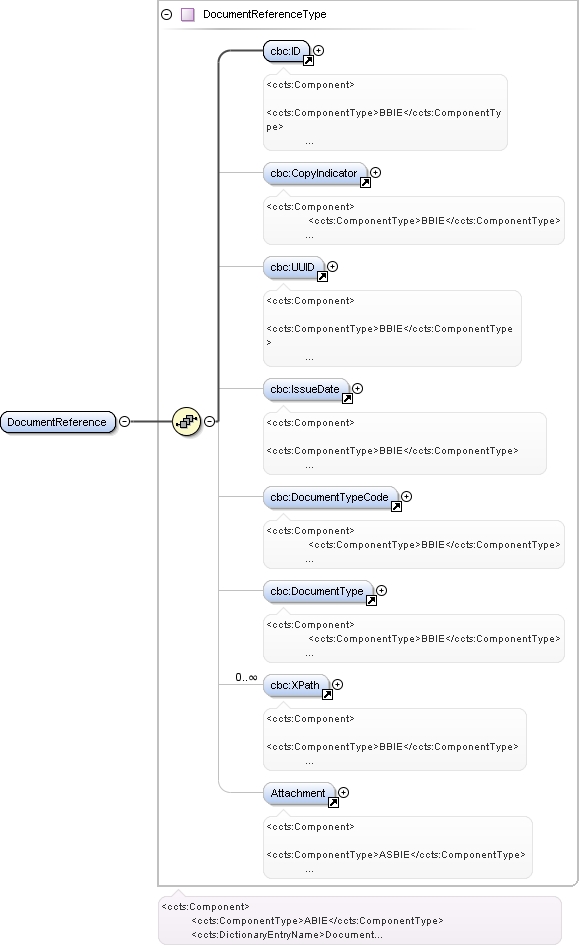 DocumentReferenceType
cbc:ID
<ccts:Component>
<ccts:ComponentType>BBIE</ccts:ComponentTy
pe>
...
cbc:CopyIndicator
<ccts:Component>
<ccts:ComponentType>BBIE</ccts:ComponentType>
...
cbc:UUID
<ccts:Component>
<ccts:ComponentType>BBIE</ccts:ComponentType
>
...
cbc:IssueDate
<ccts:Component>
<ccts:ComponentType>BBIE</ccts:ComponentType>
...
DocumentReference
cbc:DocumentTypeCode
<ccts:Component>
<ccts:ComponentType>BBIE</ccts:ComponentType>
...
cbc:DocumentType
<ccts:Component>
<ccts:ComponentType>BBIE</ccts:ComponentType>
...
0..∞ cbc:XPath
<ccts:Component>
<ccts:ComponentType>BBIE</ccts:ComponentType>
...
Attachment
<ccts:Component>
<ccts:ComponentType>ASBIE</ccts:ComponentType>
...
<ccts:Component>
<ccts:ComponentType>ABIE</ccts:ComponentType>
<ccts:DictionaryEntryName>Document...